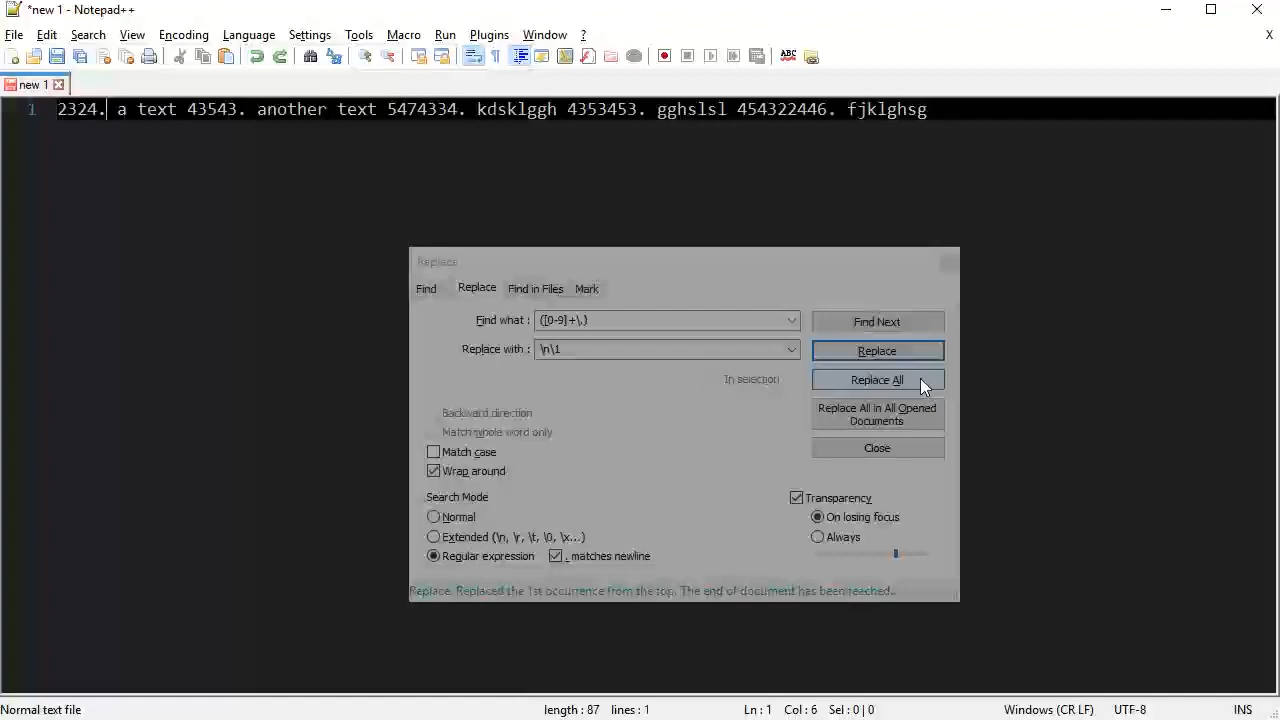 *new 1 - Notepad++
File Edit Search View Encoding Language Settings Tools Macro Run Plugins Window ? X
ABC
new 1
1 2324. a text 43543. another text 5474334. kdsklggh 4353453. gghslsl 454322446. fjklghsg
Replace
Find Replace Find in Files Mark
Find what : ([0-9]+\.) Find Next
Replace with : \n\1 Replace
In selection Replace All
Backward direction Replace All in All Opened Documents
Match whole word only
Match case Close
Wrap around
Search Mode Transparency
Normal On losing focus
Extended (\n, \r, \t, \0, \x...) Always
Regular expression . matches newline
Replace: Replaced the 1st occurrence from the top. The end of document has been reached.
Normal text file length : 87 lines : 1 Ln : 1 Col : 6 Sel : 0 | 0 Windows (CR LF) UTF-8 INS